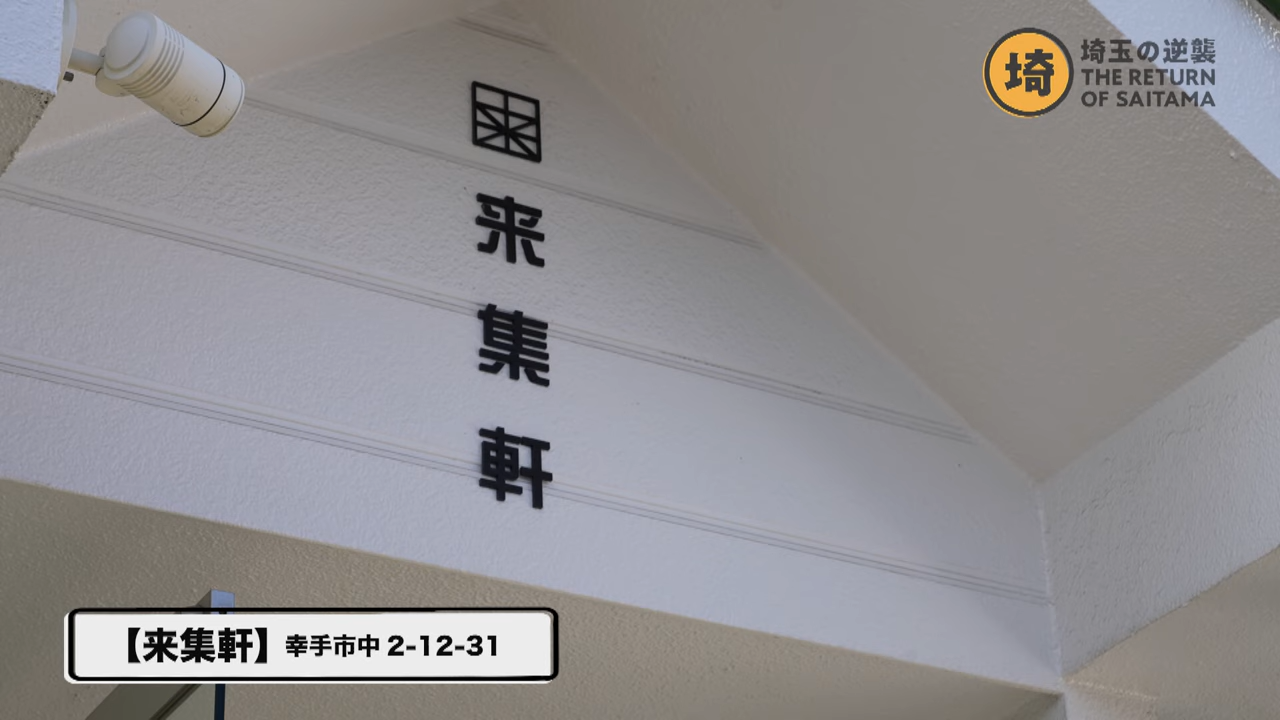 埼
埼玉の逆襲
THE RETURN
OF SAITAMA
来
集
軒
【来集軒】幸手市中 2-12-31